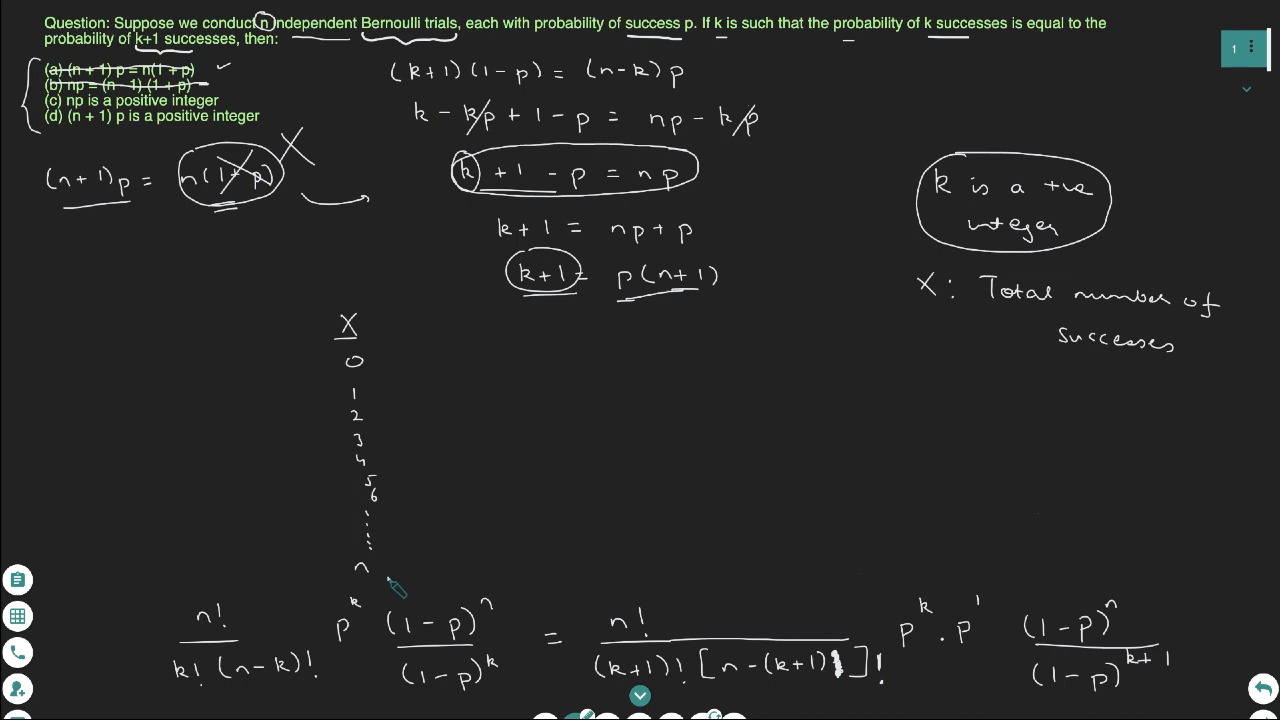 Question: Suppose we conduct n independent Bernoulli trials, each with probability of success p. If k is such that the probability of k successes is equal to the
probability of k+1 successes, then:
(a) (n + 1) p = n(1 + p)
(b) np = (n - 1) (1 + p)
(c) np is a positive integer
(d) (n + 1) p is a positive integer
(n+1)p = n(1+p)
(k+1)(1-p) = (n-k)p
k - kp + 1 - p = np - kp
k + 1 - p = np
k+1 = np + p
k+1 = p(n+1)
k is a +ve
integer
X: Total number of
successes
X
0
1
2
3
4
5
6
n
n!/(k!(n-k)!) p^k (1-p)^n/(1-p)^k = n!/((k+1)![n-(k+1)]!) p^k . p^1 (1-p)^n/(1-p)^(k+1)
1